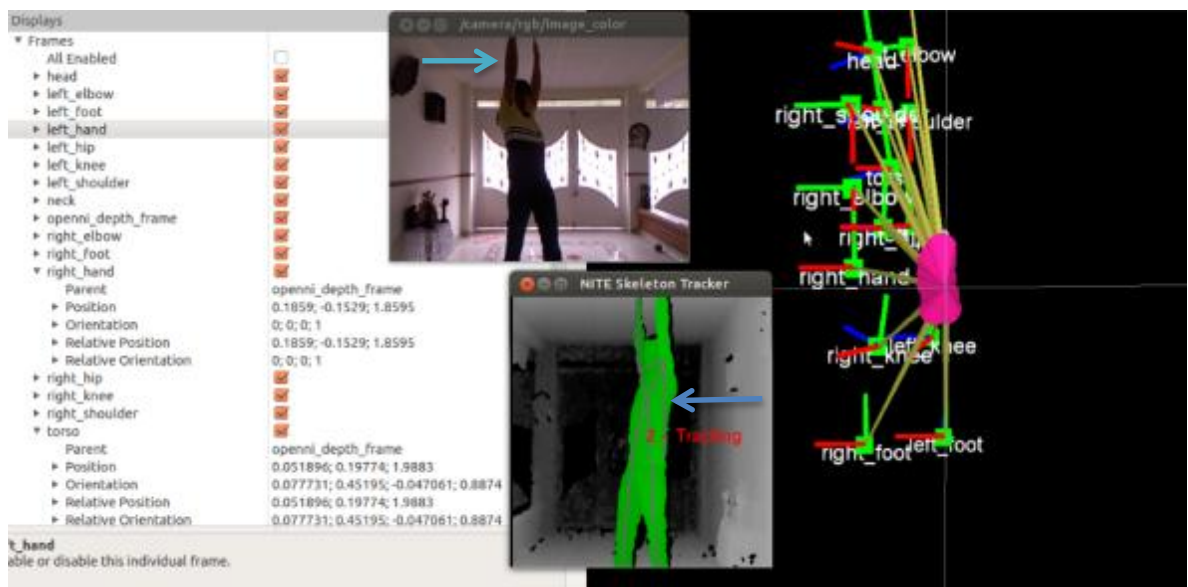 Displays
Frames
All Enabled
head
left_elbow
left_foot
left_hand
left_hip
left_knee
left_shoulder
neck
openni_depth_frame
right_elbow
right_foot
right_hand
Parent openni_depth_frame
Position 0.1859; -0.1529; 1.8595
Orientation 0; 0; 0; 1
Relative Position 0.1859; -0.1529; 1.8595
Relative Orientation 0; 0; 0; 1
right_hip
right_knee
right_shoulder
torso
Parent openni_depth_frame
Position 0.051896; 0.19774; 1.9883
Orientation 0.077731; 0.45195; -0.047061; 0.8874
Relative Position 0.051896; 0.19774; 1.9883
Relative Orientation 0.077731; 0.45195; -0.047061; 0.8874
t_hand
able or disable this individual frame.
/camera/rgb/image_color
NITE Skeleton Tracker
2 - Tracking
head
right_hand
right_knee
left_knee
right_foot
left_foot